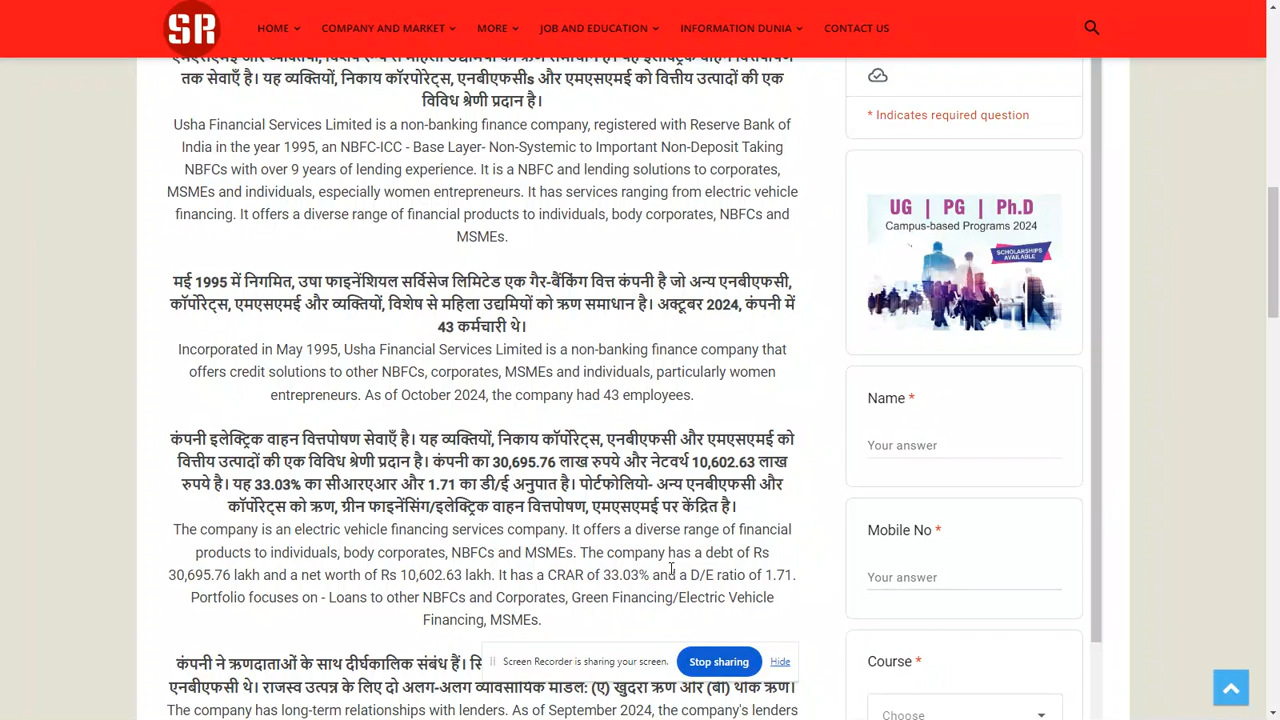 SR
HOME
COMPANY AND MARKET
MORE
JOB AND EDUCATION
INFORMATION DUNIA
CONTACT US
तक सेवाएँ है। यह व्यक्तियों, निकाय कॉरपोरेट्स, एनबीएफसीs और एमएसएमई को वित्तीय उत्पादों की एक
विविध श्रेणी प्रदान है।
Usha Financial Services Limited is a non-banking finance company, registered with Reserve Bank of
India in the year 1995, an NBFC-ICC - Base Layer- Non-Systemic to Important Non-Deposit Taking
NBFCs with over 9 years of lending experience. It is a NBFC and lending solutions to corporates,
MSMEs and individuals, especially women entrepreneurs. It has services ranging from electric vehicle
financing. It offers a diverse range of financial products to individuals, body corporates, NBFCs and
MSMEs.
मई 1995 में निगमित, उषा फाइनेंशियल सर्विसेज लिमिटेड एक गैर-बैंकिंग वित्त कंपनी है जो अन्य एनबीएफसी,
कॉर्पोरेट्स, एमएसएमई और व्यक्तियों, विशेष से महिला उद्यमियों को ऋण समाधान है। अक्टूबर 2024, कंपनी में
43 कर्मचारी थे।
Incorporated in May 1995, Usha Financial Services Limited is a non-banking finance company that
offers credit solutions to other NBFCs, corporates, MSMEs and individuals, particularly women
entrepreneurs. As of October 2024, the company had 43 employees.
कंपनी इलेक्ट्रिक वाहन वित्तपोषण सेवाएँ है। यह व्यक्तियों, निकाय कॉर्पोरेट्स, एनबीएफसी और एमएसएमई को
वित्तीय उत्पादों की एक विविध श्रेणी प्रदान है। कंपनी का 30,695.76 लाख रुपये और नेटवर्थ 10,602.63 लाख
रुपये है। यह 33.03% का सीआरएआर और 1.71 का डी/ई अनुपात है। पोर्टफोलियो- अन्य एनबीएफसी और
कॉर्पोरेट्स को ऋण, ग्रीन फाइनेंसिंग/इलेक्ट्रिक वाहन वित्तपोषण, एमएसएमई पर केंद्रित है।
The company is an electric vehicle financing services company. It offers a diverse range of financial
products to individuals, body corporates, NBFCs and MSMEs. The company has a debt of Rs
30,695.76 lakh and a net worth of Rs 10,602.63 lakh. It has a CRAR of 33.03% and a D/E ratio of 1.71.
Portfolio focuses on - Loans to other NBFCs and Corporates, Green Financing/Electric Vehicle
Financing, MSMEs.
कंपनी ने ऋणदाताओं के साथ दीर्घकालिक संबंध हैं।
एनबीएफसी थे। राजस्व उत्पन्न के लिए दो अलग-अलग व्यावसायिक मॉडल: (ए) खुदरा ऋण और (बी) थोक ऋण।
The company has long-term relationships with lenders. As of September 2024, the company's lenders
Screen Recorder is sharing your screen.
Stop sharing
Hide
* Indicates required question
UG | PG | Ph.D
Campus-based Programs 2024
SCHOLARSHIPS
AVAILABLE
Name *
Your answer
Mobile No *
Your answer
Course *
Choose